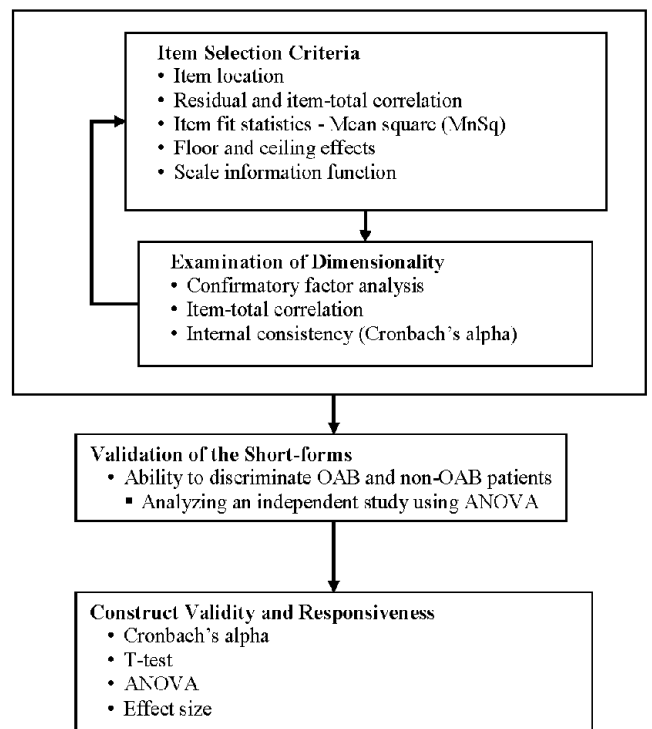 Item Selection Criteria
• Item location
• Residual and item-total correlation
• Item fit statistics - Mean square (MnSq)
• Floor and ceiling effects
• Scale information function
Examination of Dimensionality
• Confirmatory factor analysis
• Item-total correlation
• Internal consistency (Cronbach's alpha)
Validation of the Short-forms
• Ability to discriminate OAB and non-OAB patients
▪ Analyzing an independent study using ANOVA
Construct Validity and Responsiveness
• Cronbach's alpha
• T-test
• ANOVA
• Effect size